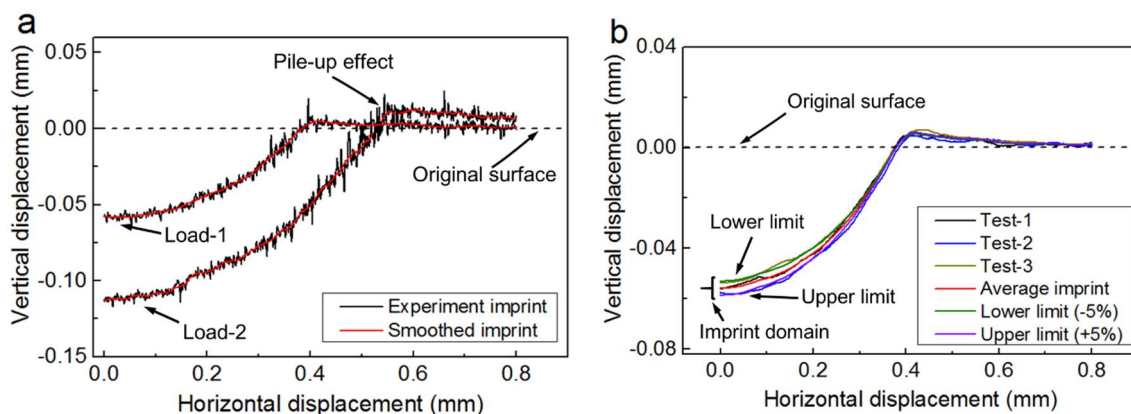 a
Vertical displacement (mm)
0.05
0.00
-0.05
-0.10
-0.15
Pile-up effect
Original surface
Load-1
Load-2
Experiment imprint
Smoothed imprint
0.0 0.2 0.4 0.6 0.8
Horizontal displacement (mm)
b
Vertical displacement (mm)
0.04
0.00
-0.04
-0.08
Original surface
Lower limit
Upper limit
Imprint domain
Test-1
Test-2
Test-3
Average imprint
Lower limit (-5%)
Upper limit (+5%)
0.0 0.2 0.4 0.6 0.8
Horizontal displacement (mm)